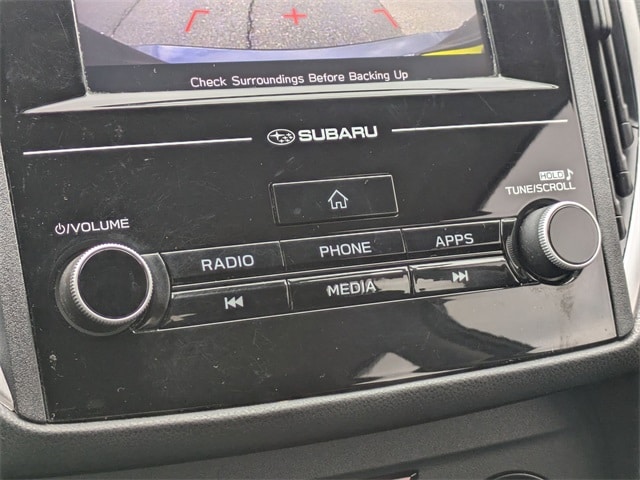 Check Surroundings Before Backing Up
SUBARU
HOLD
TUNE/SCROLL
/VOLUME
RADIO
PHONE
APPS
MEDIA